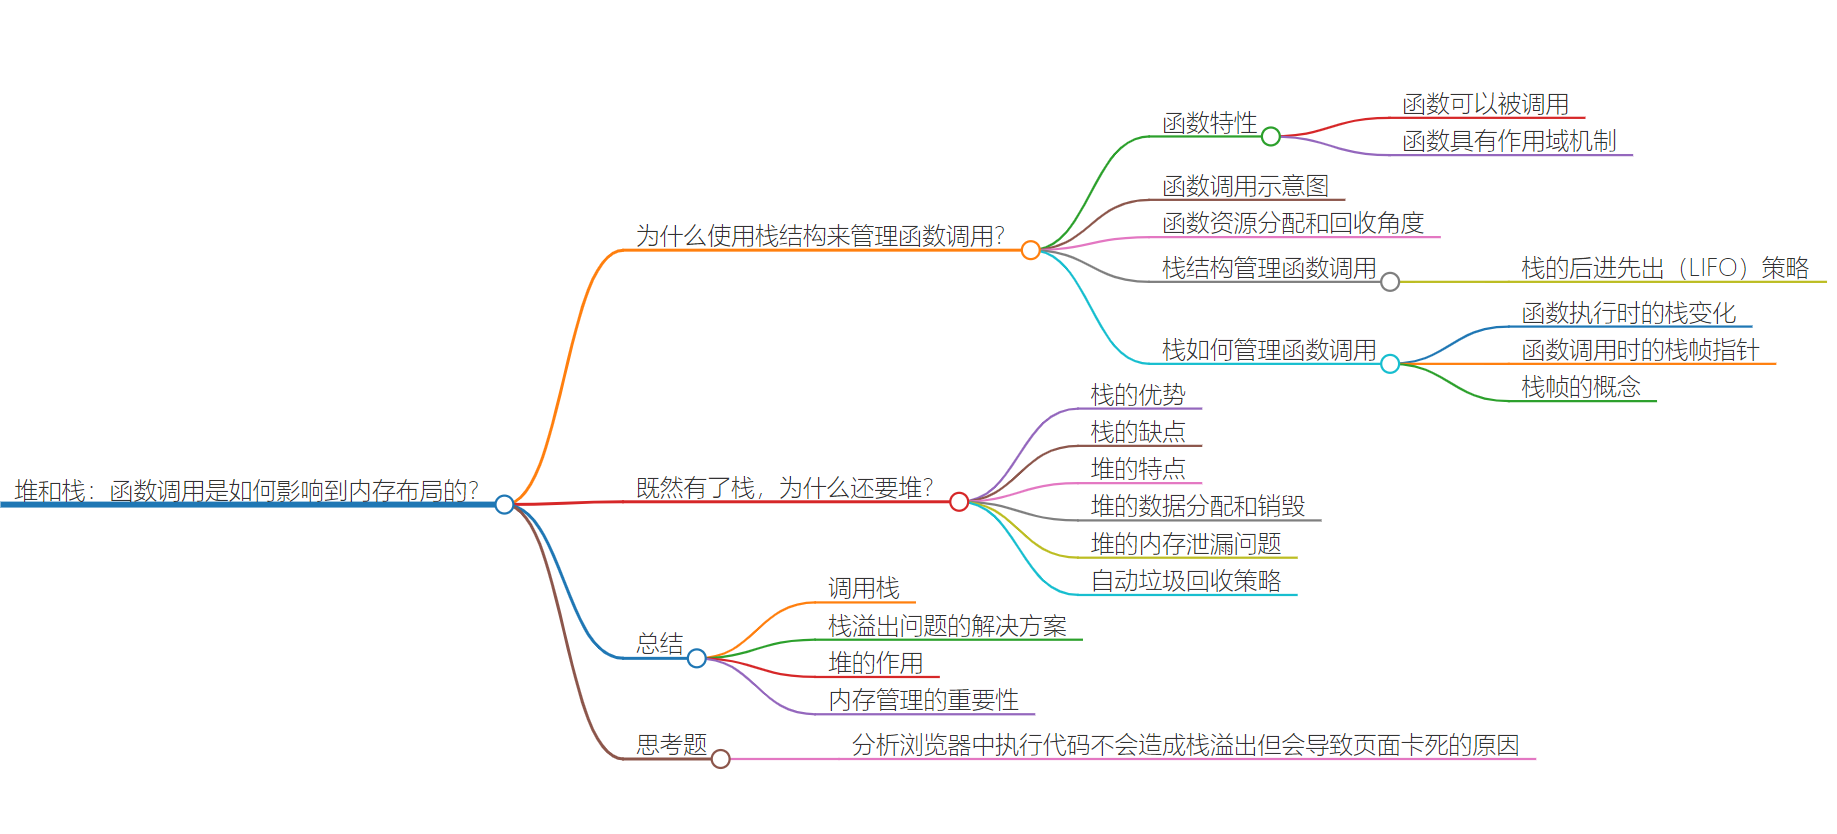 堆和栈：函数调用是如何影响到内存布局的？
为什么使用栈结构来管理函数调用？
函数特性
函数可以被调用
函数具有作用域机制
函数调用示意图
函数资源分配和回收角度
栈结构管理函数调用
栈的后进先出（LIFO）策略
栈如何管理函数调用
函数执行时的栈变化
函数调用时的栈帧指针
栈帧的概念
既然有了栈，为什么还要堆？
栈的优势
栈的缺点
堆的特点
堆的数据分配和销毁
堆的内存泄漏问题
自动垃圾回收策略
总结
调用栈
栈溢出问题的解决方案
堆的作用
内存管理的重要性
思考题
分析浏览器中执行代码不会造成栈溢出但会导致页面卡死的原因